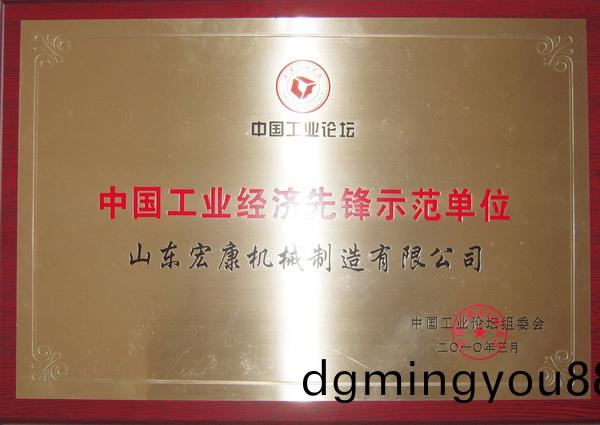 中国工业论坛
中国工业经济先锋示范单位
山东宏康机械制造有限公司
中国工业论坛组委会
二〇一〇年三月
dgmingyou88